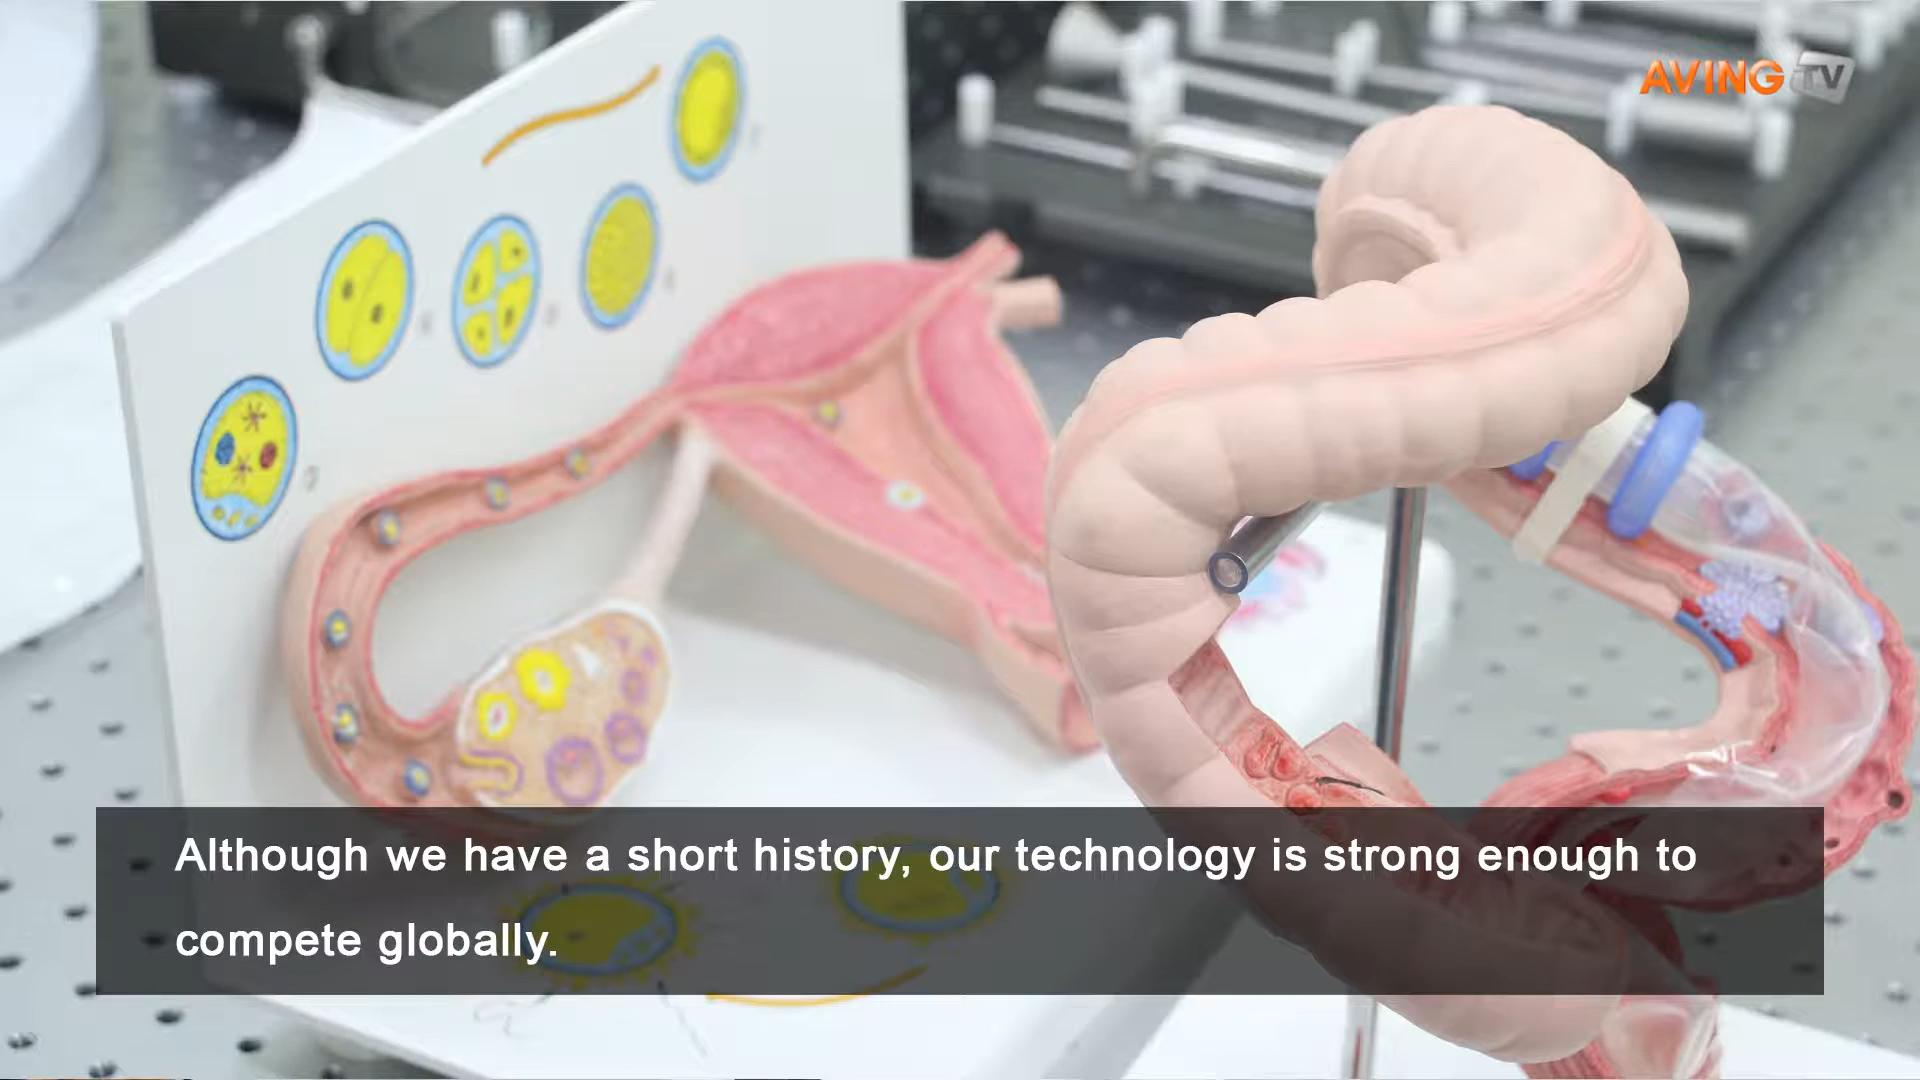 AVING TV
Although we have a short history, our technology is strong enough to
compete globally.